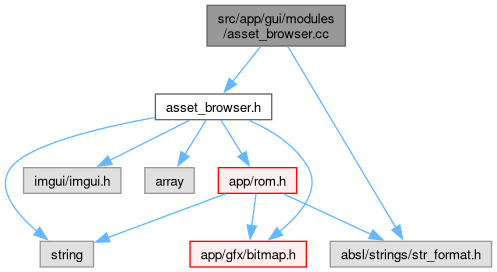 src/app/gui/modules
/asset_browser.cc
asset_browser.h
imgui/imgui.h
array
app/rom.h
string
app/gfx/bitmap.h
absl/strings/str_format.h